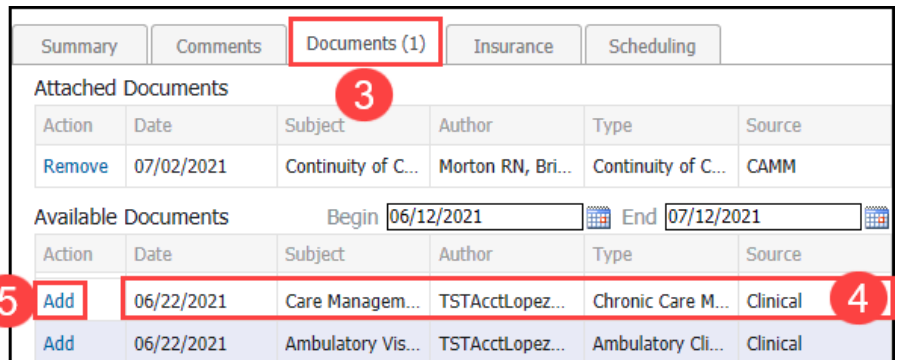 Summary Comments Documents (1) Insurance Scheduling
Attached Documents
3
Action Date Subject Author Type Source
Remove 07/02/2021 Continuity of C... Morton RN, Bri... Continuity of C... CAMM
Available Documents Begin 06/12/2021 End 07/12/2021
Action Date Subject Author Type Source
5 Add 06/22/2021 Care Managem... TSTAcctLopez... Chronic Care M... Clinical 4
Add 06/22/2021 Ambulatory Vis... TSTAcctLopez... Ambulatory Cli... Clinical